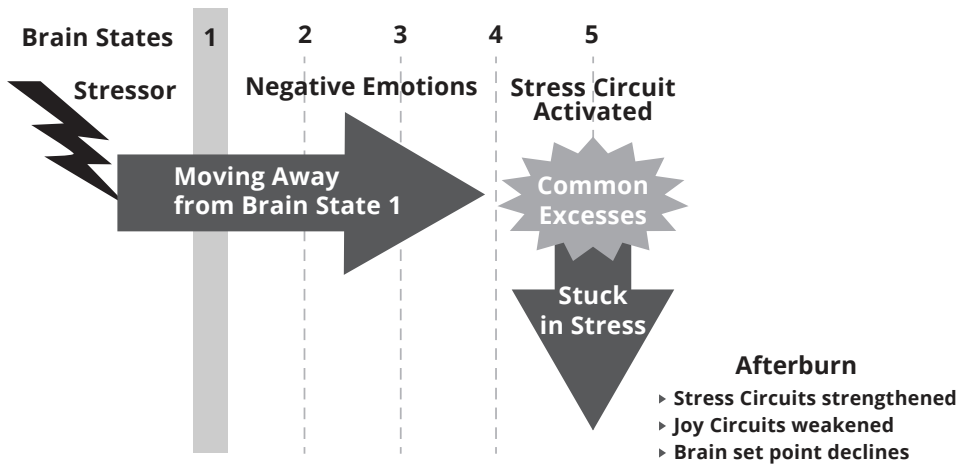 Brain States 1 2 3 4 5
Stressor
Negative Emotions
Stress Circuit
Activated
Moving Away
from Brain State 1
Common
Excesses
Stuck
in Stress
Afterburn
▸ Stress Circuits strengthened
▸ Joy Circuits weakened
▸ Brain set point declines